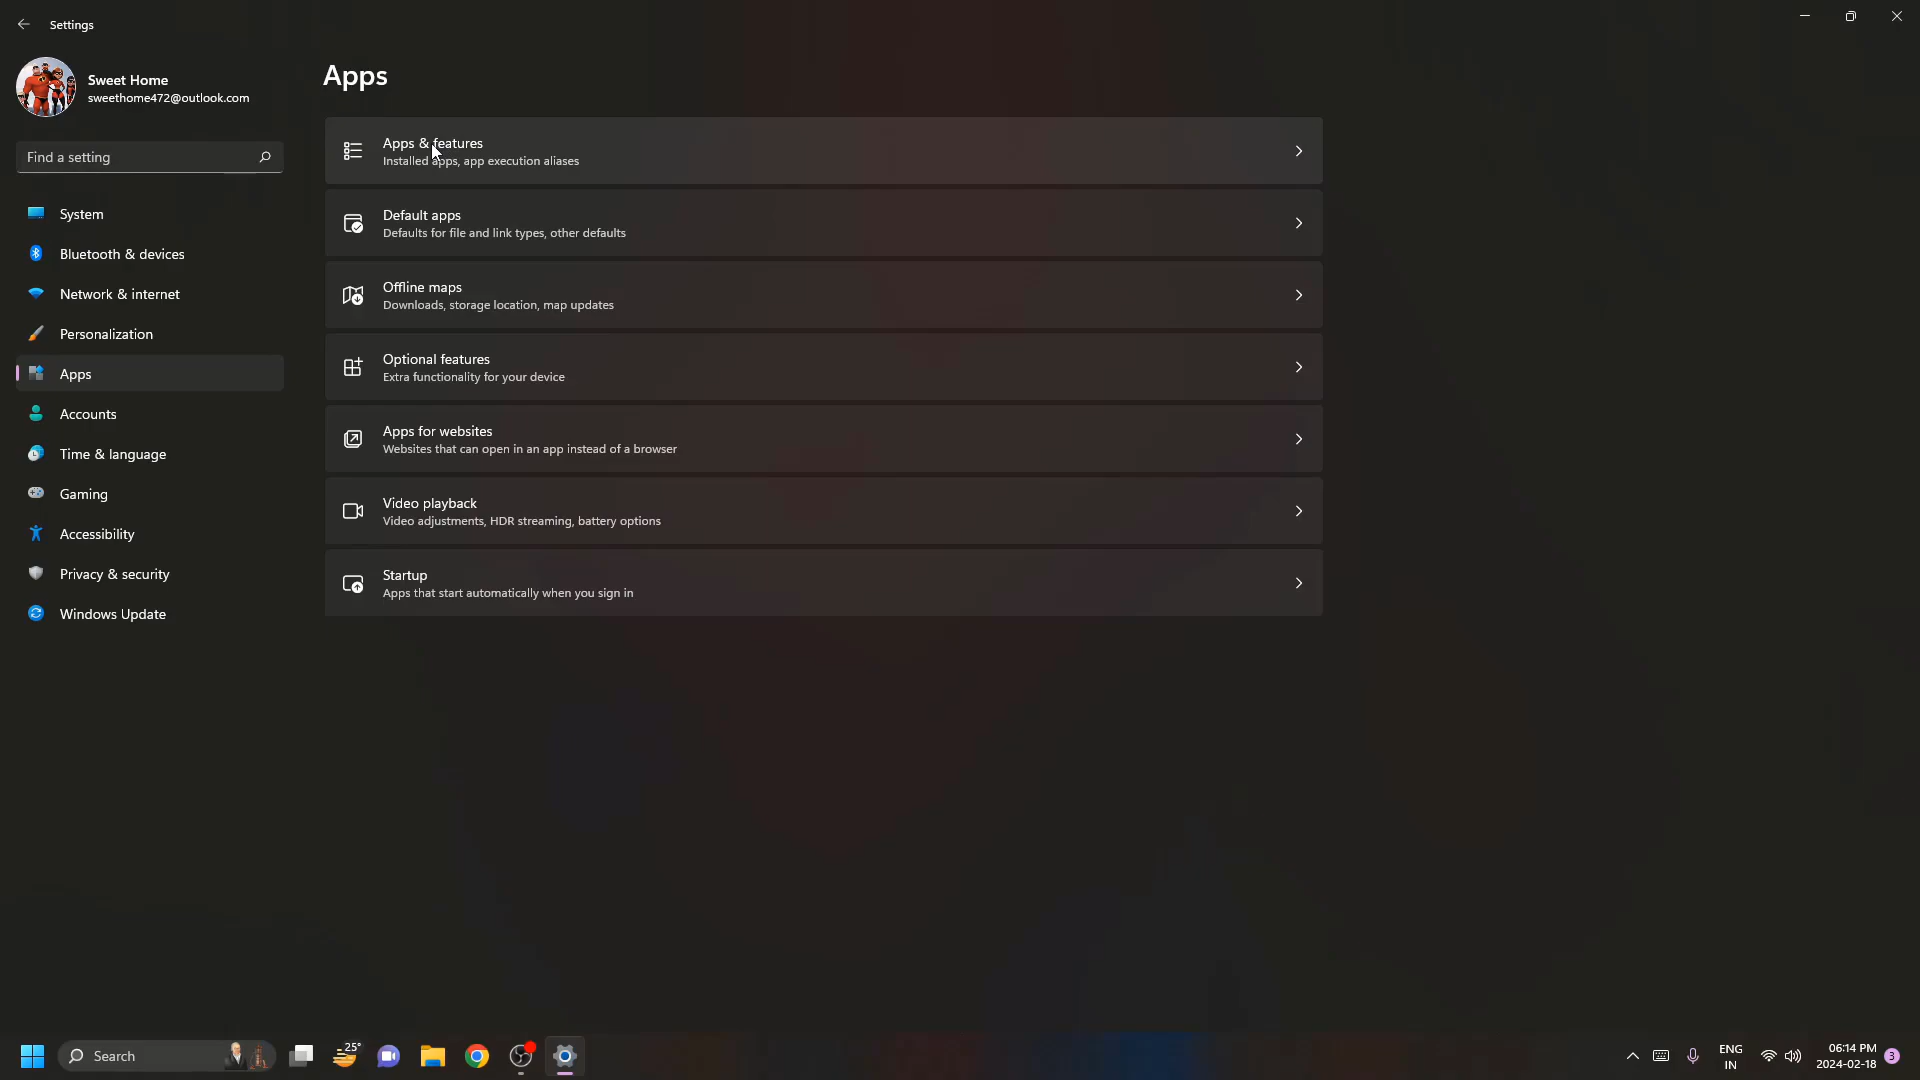 Settings
Sweet Home
sweethome472@outlook.com
Find a setting
System
Bluetooth & devices
Network & internet
Personalization
Apps
Accounts
Time & language
Gaming
Accessibility
Privacy & security
Windows Update
Apps
Apps & features
Installed apps, app execution aliases
Default apps
Defaults for file and link types, other defaults
Offline maps
Downloads, storage location, map updates
Optional features
Extra functionality for your device
Apps for websites
Websites that can open in an app instead of a browser
Video playback
Video adjustments, HDR streaming, battery options
Startup
Apps that start automatically when you sign in
Search
25°
ENG
IN
06:14 PM
2024-02-18
3